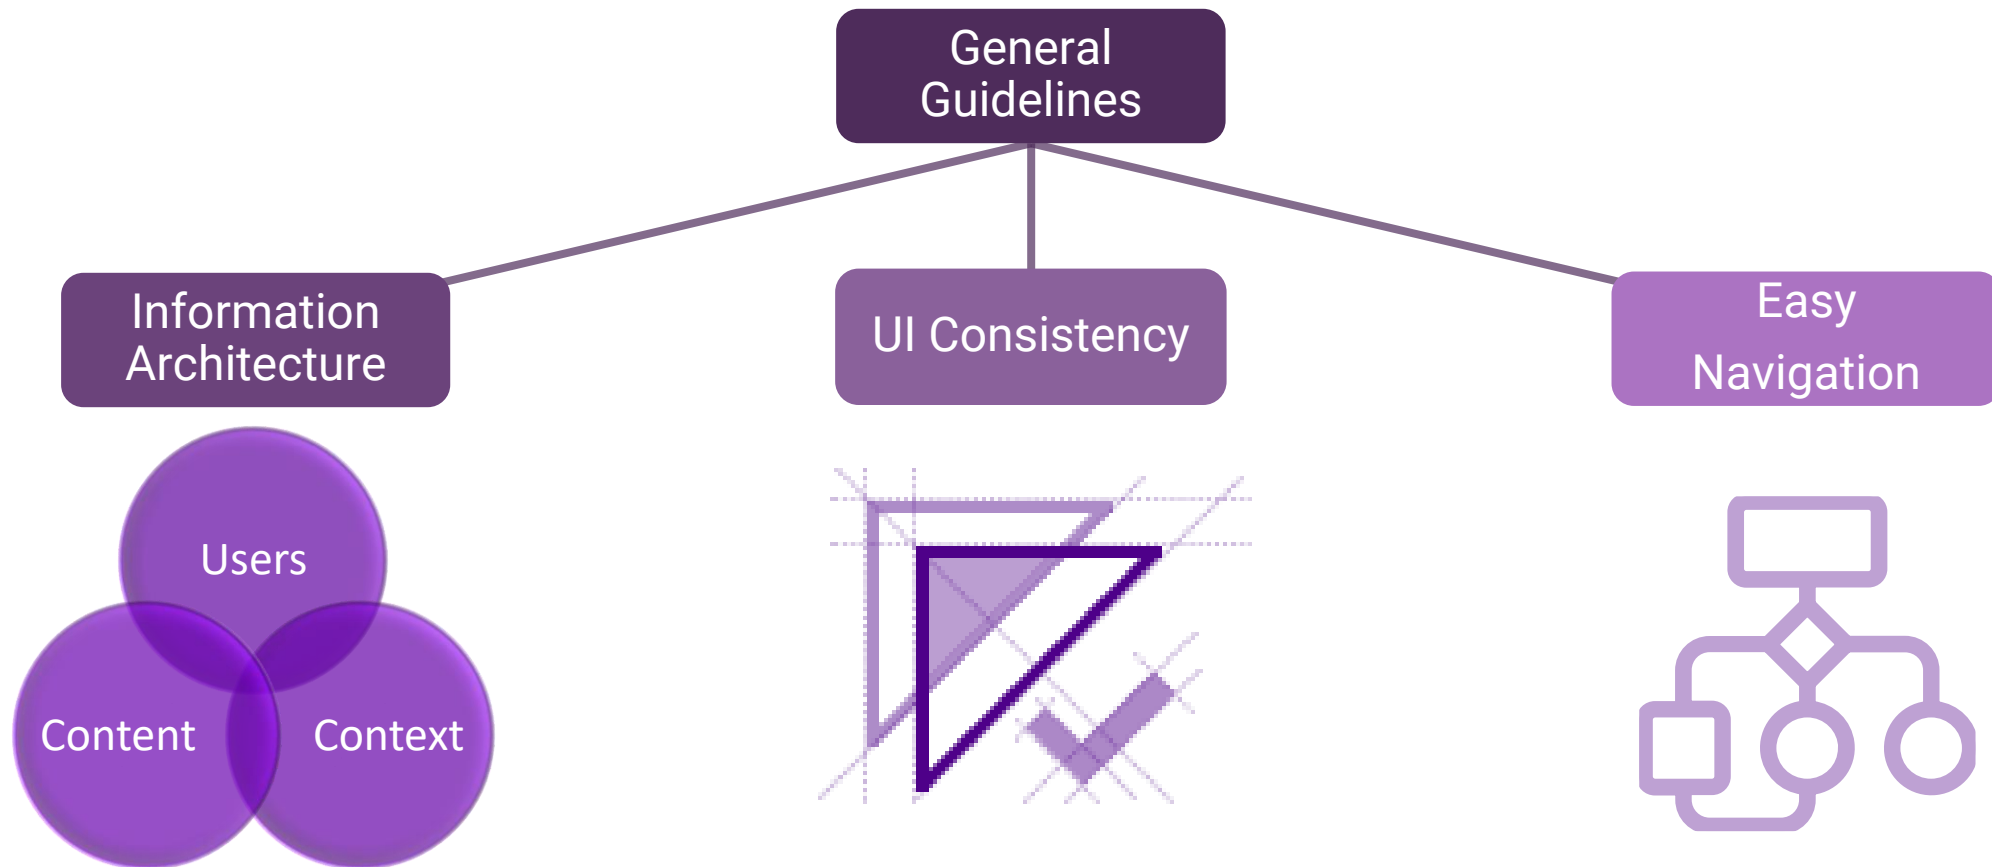 General
Guidelines
Information
Architecture
UI Consistency
Easy
Navigation
Users
Content
Context